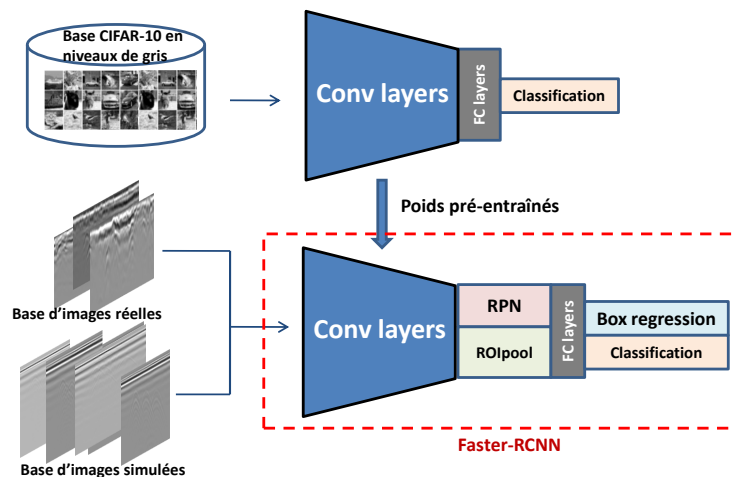 Base CIFAR-10 en
niveaux de gris
Conv layers
FC layers
Classification
Poids pré-entraînés
Base d'images réelles
Conv layers
RPN
ROIpool
FC layers
Box regression
Classification
Faster-RCNN
Base d'images simulées